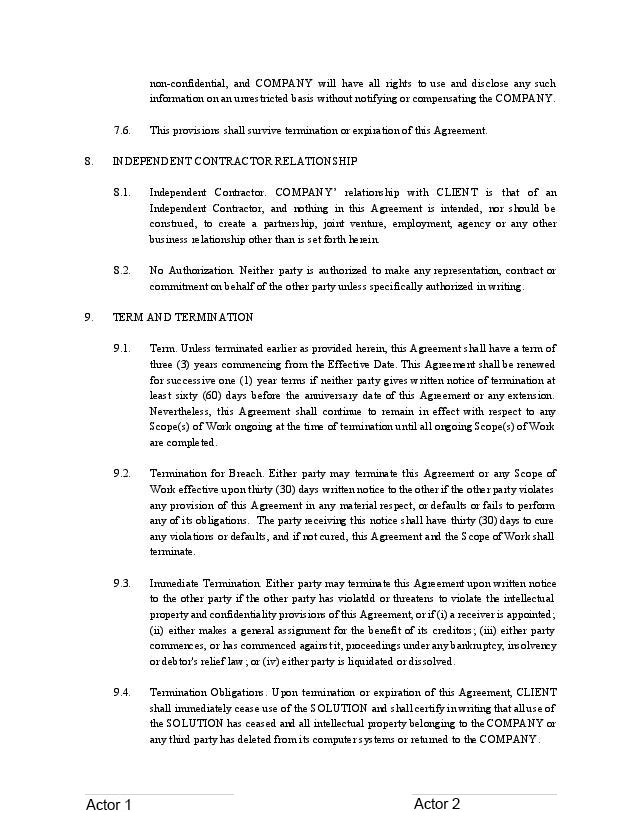 non-confidential, and COMPANY will have all rights to use and disclose any such
information on an unrestricted basis without notifying or compensating the COMPANY.
7.6. This provisions shall survive termination or expiration of this Agreement.
8. INDEPENDENT CONTRACTOR RELATIONSHIP
8.1. Independent Contractor. COMPANY' relationship with CLIENT is that of an
Independent Contractor, and nothing in this Agreement is intended, nor should be
construed, to create a partnership, joint venture, employment, agency or any other
business relationship other than is set forth herein.
8.2. No Authorization. Neither party is authorized to make any representation, contract or
commitment on behalf of the other party unless specifically authorized in writing.
9. TERM AND TERMINATION
9.1. Term. Unless terminated earlier as provided herein, this Agreement shall have a term of
three (3) years commencing from the Effective Date. This Agreement shall be renewed
for successive one (1) year terms if neither party gives written notice of termination at
least sixty (60) days before the anniversary date of this Agreement or any extension.
Nevertheless, this Agreement shall continue to remain in effect with respect to any
Scope(s) of Work ongoing at the time of termination until all ongoing Scope(s) of Work
are completed.
9.2. Termination for Breach. Either party may terminate this Agreement or any Scope of
Work effective upon thirty (30) days written notice to the other if the other party violates
any provision of this Agreement in any material respect, or defaults or fails to perform
any of its obligations. The party receiving this notice shall have thirty (30) days to cure
any violations or defaults, and if not cured, this Agreement and the Scope of Work shall
terminate.
9.3. Immediate Termination. Either party may terminate this Agreement upon written notice
to the other party if the other party has violatdd or threatens to violate the intellectual
property and confidentiality provisions of this Agreement, or if (i) a receiver is appointed;
(ii) either makes a general assignment for the benefit of its creditors; (iii) either party
commences, or has commenced against it, proceedings under any bankruptcy, insolvency
or debtor's relief law; or (iv) either party is liquidated or dissolved.
9.4. Termination Obligations. Upon termination or expiration of this Agreement, CLIENT
shall immediately cease use of the SOLUTION and shall certify in writing that all use of
the SOLUTION has ceased and all intellectual property belonging to the COMPANY or
any third party has deleted from its computer systems or returned to the COMPANY.
Actor 1 Actor 2